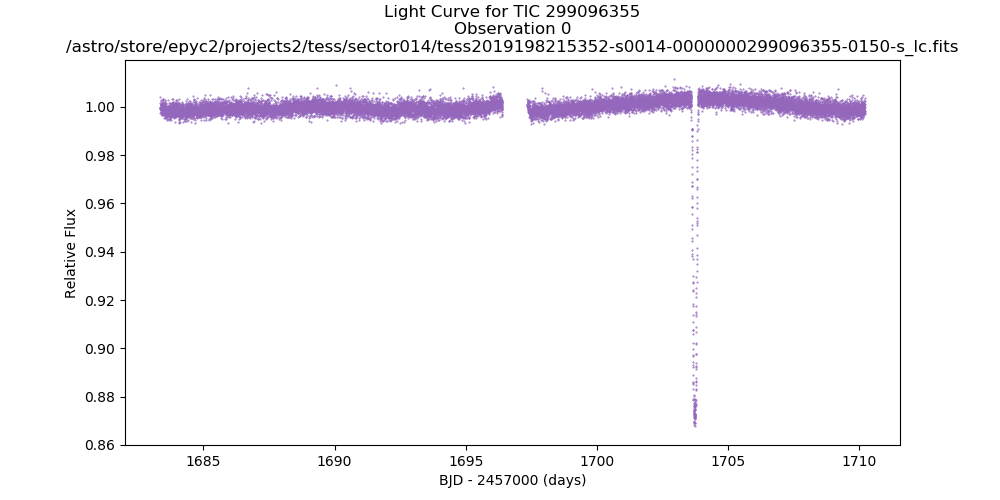 Light Curve for TIC 299096355
Observation 0
/astro/store/epyc2/projects2/tess/sector014/tess2019198215352-s0014-0000000299096355-0150-s_lc.fits
1.00
0.98
0.96
0.94
0.92
0.90
0.88
0.86
Relative Flux
1685
1690
1695
1700
1705
1710
BJD - 2457000 (days)